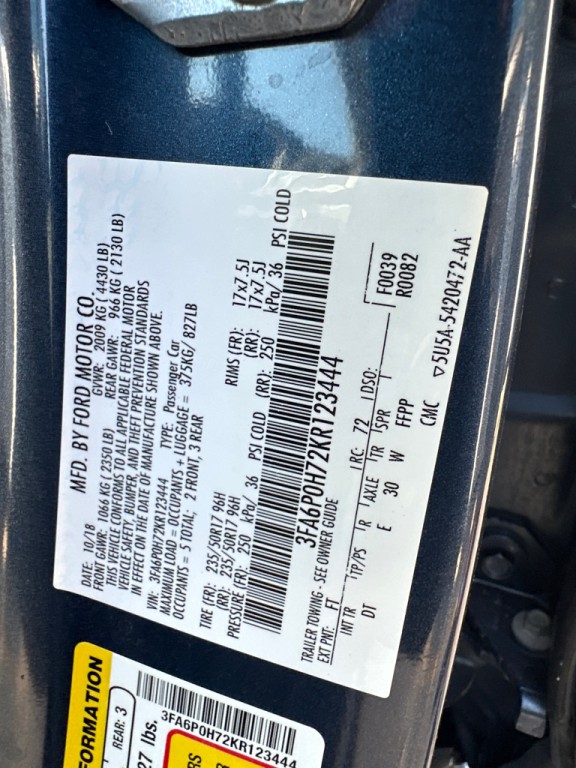 MFD. BY FORD MOTOR CO.
DATE: 10/18 GVWR: 2009 KG ( 4430 LB)
FRONT GAWR: 1066 KG ( 2350 LB) REAR GAWR: 966 KG ( 2130 LB)
THIS VEHICLE CONFORMS TO ALL APPLICABLE FEDERAL MOTOR
VEHICLE SAFETY, BUMPER, AND THEFT PREVENTION STANDARDS
IN EFFECT ON THE DATE OF MANUFACTURE SHOWN ABOVE.
VIN: 3FA6P0H72KR123444 TYPE: Passenger Car
MAXIMUM LOAD = OCCUPANTS + LUGGAGE = 375KG/ 827LB
OCCUPANTS = 5 TOTAL; 2 FRONT, 3 REAR
TIRE (FR): 235/50R17 96H RIMS (FR): 17x7.5J
(RR): 235/50R17 96H (RR): 17x7.5J
PRESSURE (FR): 250 kPa/ 36 PSI COLD (RR): 250 kPa/ 36 PSI COLD
3FA6P0H72KR123444
TRAILER TOWING - SEE OWNER GUIDE
EXT PNT: FT RC: 72 DSO: F0039
R0082
INT TR TP/PS R AXLE TR SPR
DT E 30 W FFPP
CMC
▽5U5A-5420472-AA
FORMATION
REAR: 3
27 lbs.
3FA6P0H72KR123444
RS